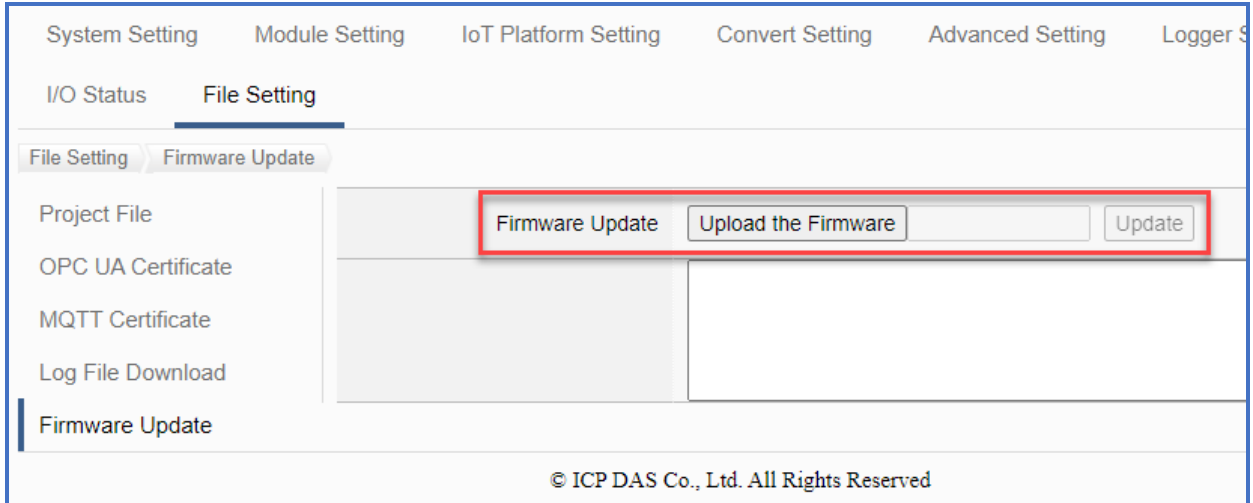 System Setting Module Setting IoT Platform Setting Convert Setting Advanced Setting Logger S
I/O Status File Setting
File Setting Firmware Update
Project File
OPC UA Certificate
MQTT Certificate
Log File Download
Firmware Update
Firmware Update Upload the Firmware Update
© ICP DAS Co., Ltd. All Rights Reserved